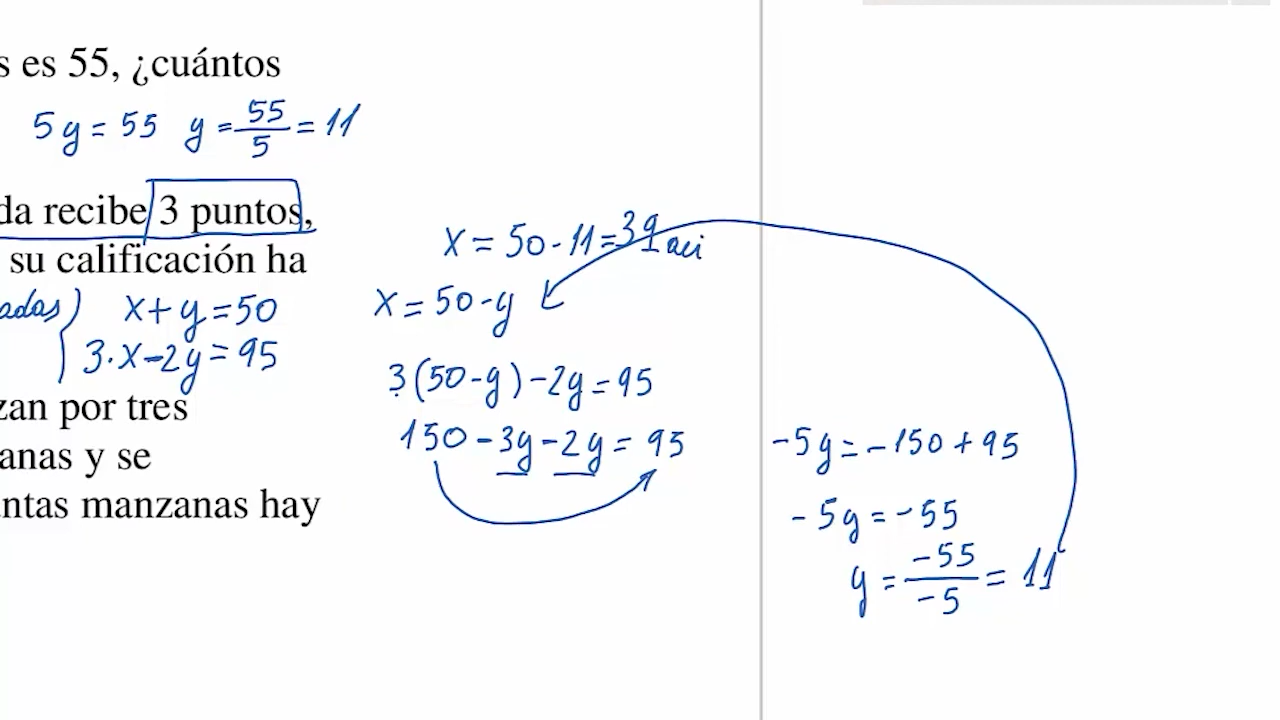 s es 55, ¿cuántos
5y = 55 y = 55/5 = 11
da recibe 3 puntos,
su calificación ha
adas) x + y = 50
3·x - 2y = 95
zan por tres
anas y se
ntas manzanas hay
x = 50 - 11 = 39 aci
x = 50 - y
3(50 - y) - 2y = 95
150 - 3y - 2y = 95
-5y = -150 + 95
-5y = -55
y = -55/-5 = 11